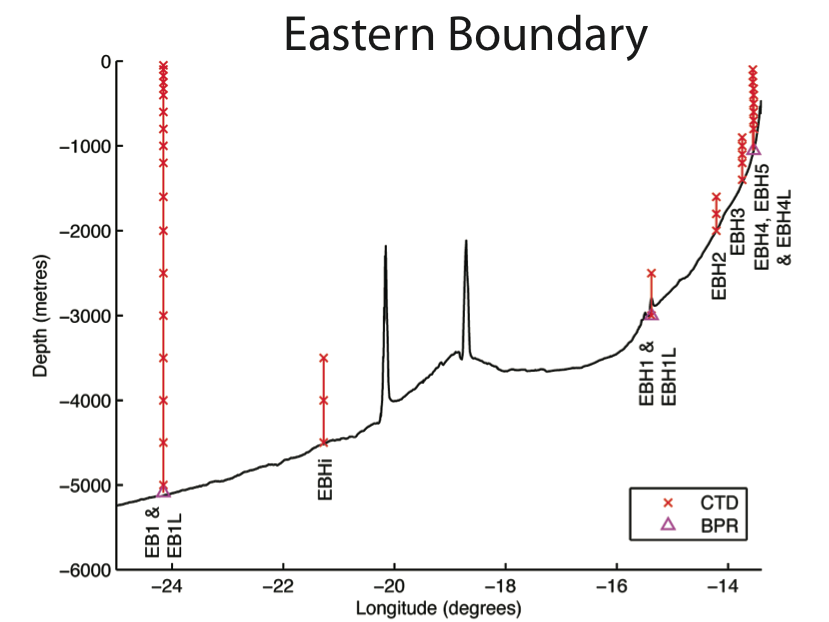 Eastern Boundary
0
−1000
−2000
−3000
−4000
−5000
−6000
Depth (metres)
−24
−22
−20
−18
−16
−14
Longitude (degrees)
EB1 &
EB1L
EBHi
EBH1 &
EBH1L
EBH2
EBH3
EBH4, EBH5
& EBH4L
CTD
BPR